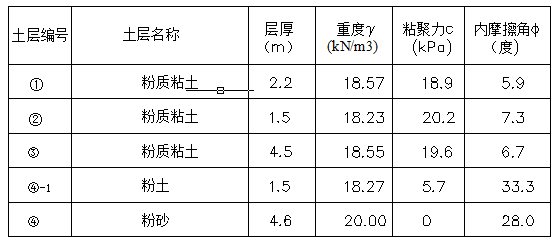 土层编号 土层名称 层厚(m) 重度γ(kN/m3) 粘聚力c(kPa) 内摩擦角φ(度)
① 粉质粘土 2.2 18.57 18.9 5.9
② 粉质粘土 1.5 18.23 20.2 7.3
③ 粉质粘土 4.5 18.55 19.6 6.7
④-1 粉土 1.5 18.27 5.7 33.3
④ 粉砂 4.6 20.00 0 28.0